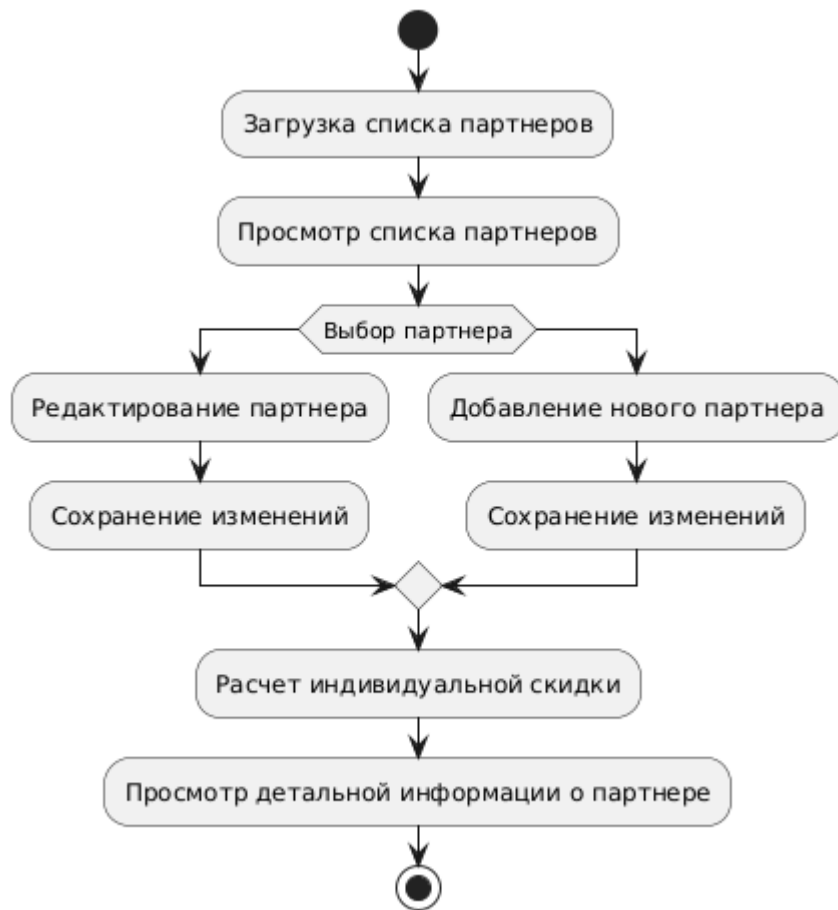 Загрузка списка партнеров
Просмотр списка партнеров
Выбор партнера
Редактирование партнера
Добавление нового партнера
Сохранение изменений
Сохранение изменений
Расчет индивидуальной скидки
Просмотр детальной информации о партнере